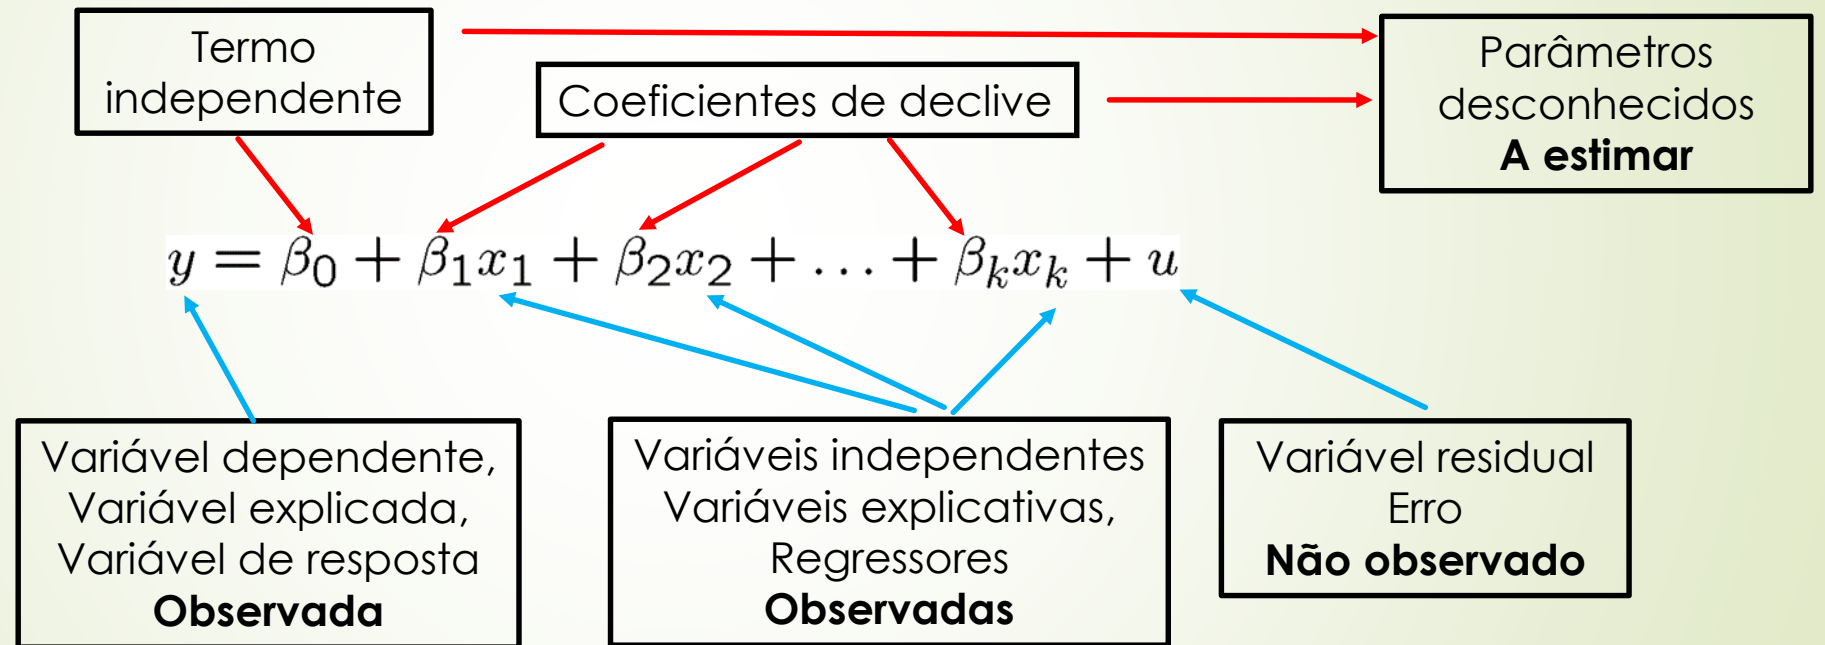 Termo
independente
Coeficientes de declive
Parâmetros
desconhecidos
A estimar
y = β₀ + β₁x₁ + β₂x₂ + … + βₖxₖ + u
Variável dependente,
Variável explicada,
Variável de resposta
Observada
Variáveis independentes
Variáveis explicativas,
Regressores
Observadas
Variável residual
Erro
Não observado